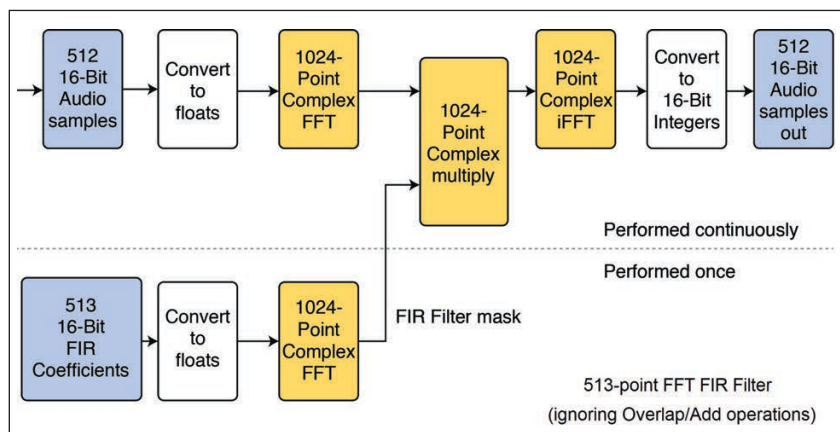 512
16-Bit
Audio
samples
Convert
to
floats
1024-
Point
Complex
FFT
1024-
Point
Complex
multiply
1024-
Point
Complex
iFFT
Convert
to
16-Bit
Integers
512
16-Bit
Audio
samples
out
Performed continuously
Performed once
513
16-Bit
FIR
Coefficients
Convert
to
floats
1024-
Point
Complex
FFT
FIR Filter mask
513-point FFT FIR Filter
(ignoring Overlap/Add operations)